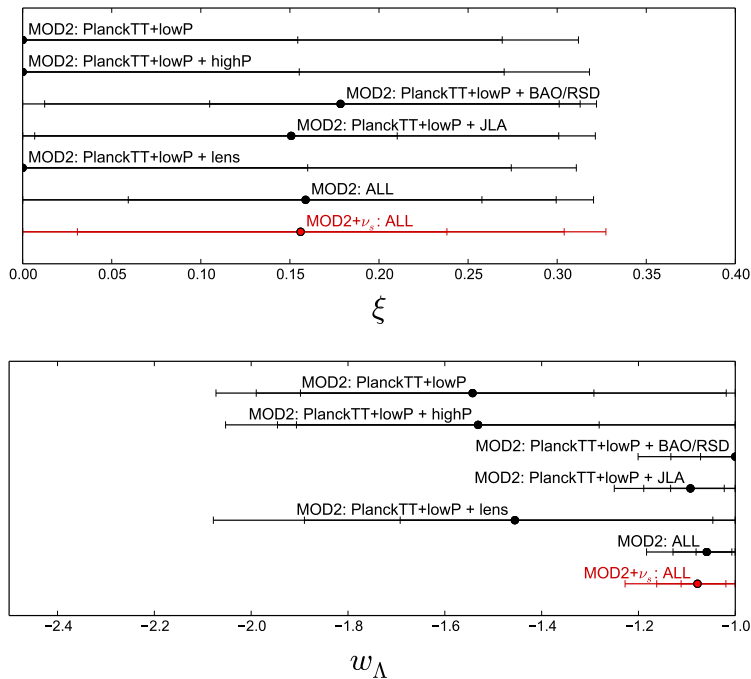 MOD2: PlanckTT+lowP
MOD2: PlanckTT+lowP + highP
MOD2: PlanckTT+lowP + BAO/RSD
MOD2: PlanckTT+lowP + JLA
MOD2: PlanckTT+lowP + lens
MOD2: ALL
MOD2+νs: ALL
0.00 0.05 0.10 0.15 0.20 0.25 0.30 0.35 0.40
ξ
MOD2: PlanckTT+lowP
MOD2: PlanckTT+lowP + highP
MOD2: PlanckTT+lowP + BAO/RSD
MOD2: PlanckTT+lowP + JLA
MOD2: PlanckTT+lowP + lens
MOD2: ALL
MOD2+νs: ALL
−2.4 −2.2 −2.0 −1.8 −1.6 −1.4 −1.2 −1.0
wΛ